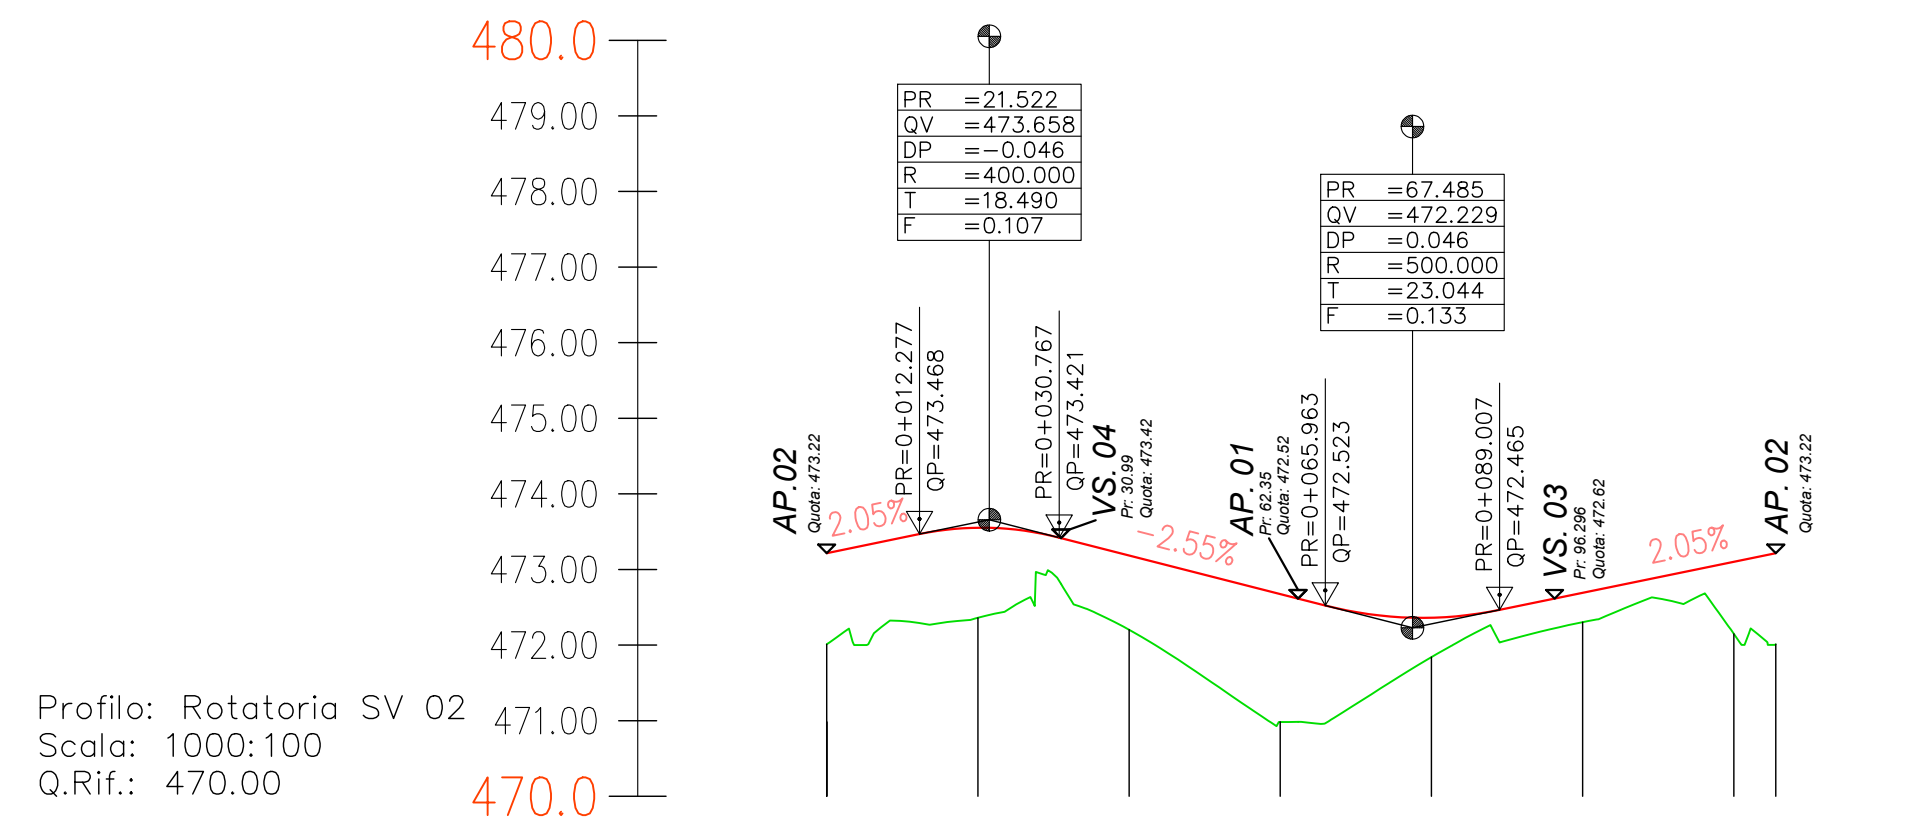 480.0
479.00
478.00
477.00
476.00
475.00
474.00
473.00
472.00
471.00
470.0
Profilo: Rotatoria SV 02
Scala: 1000:100
Q.Rif.: 470.00
PR =21.522
QV =473.658
DP =-0.046
R =400.000
T =18.490
F =0.107
PR =67.485
QV =472.229
DP =0.046
R =500.000
T =23.044
F =0.133
AP.02
Quota: 473.22
2.05%
PR=0+012.277
QP=473.468
PR=0+030.767
QP=473.421
VS. 04
Pr: 30.99
Quota: 473.42
-2.55%
AP. 01
Pr: 62.35
Quota: 472.52
PR=0+065.963
QP=472.523
PR=0+089.007
QP=472.465
VS. 03
Pr: 96.296
Quota: 472.62
2.05%
AP. 02
Quota: 473.22